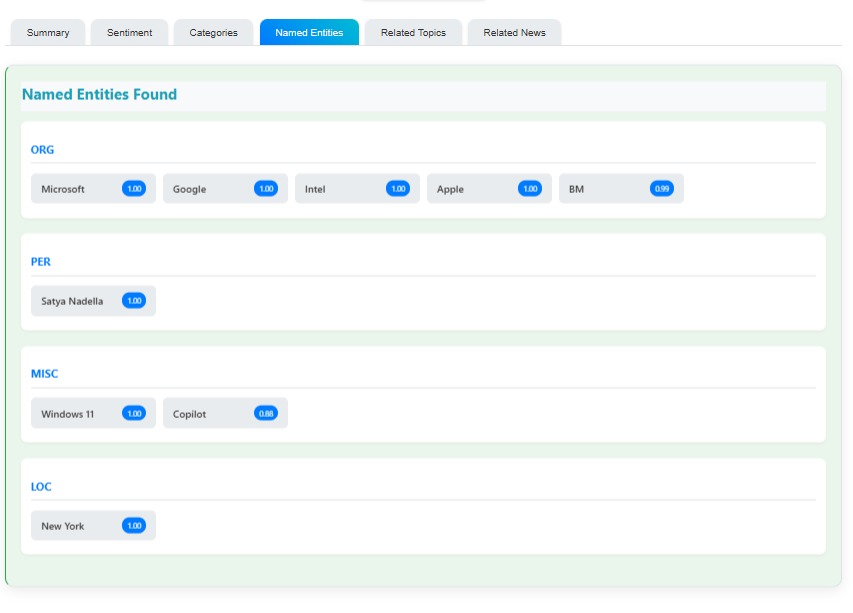 Summary Sentiment Categories Named Entities Related Topics Related News
Named Entities Found
ORG
Microsoft 1.00 Google 1.00 Intel 1.00 Apple 1.00 BM 0.99
PER
Satya Nadella 1.00
MISC
Windows 11 1.00 Copilot 0.88
LOC
New York 1.00